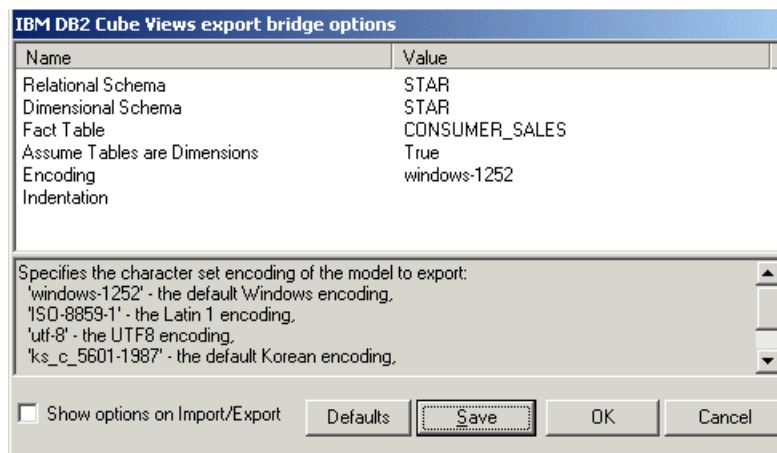 IBM DB2 Cube Views export bridge options
Name Value
Relational Schema STAR
Dimensional Schema STAR
Fact Table CONSUMER_SALES
Assume Tables are Dimensions True
Encoding windows-1252
Indentation
Specifies the character set encoding of the model to export:
'windows-1252' - the default Windows encoding,
'ISO-8859-1' - the Latin 1 encoding,
'utf-8' - the UTF8 encoding,
'ks_c_5601-1987' - the default Korean encoding,
Show options on Import/Export Defaults Save OK Cancel